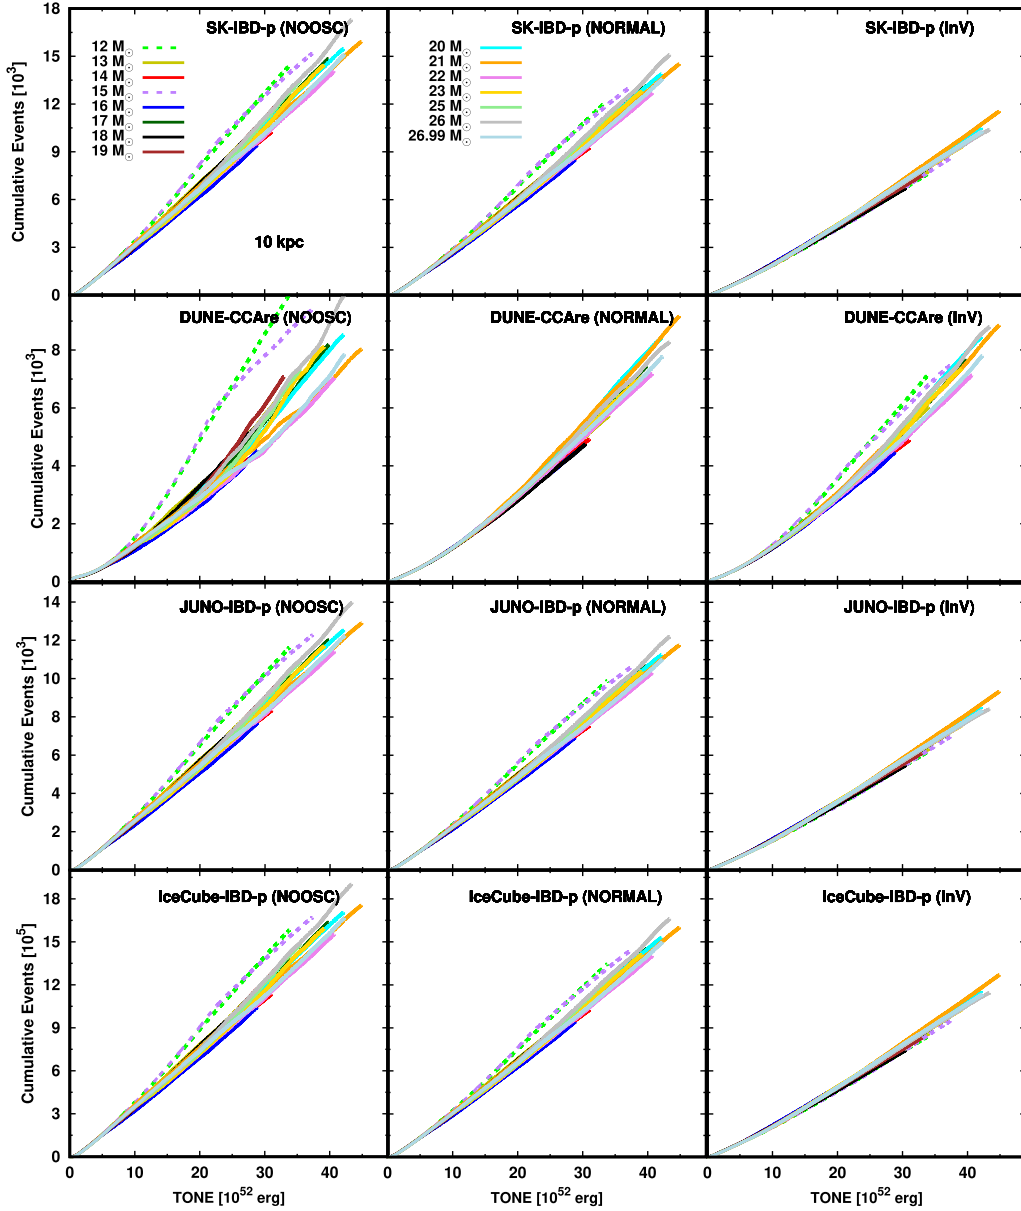 SK-IBD-p (NOOSC)
SK-IBD-p (NORMAL)
SK-IBD-p (InV)
Cumulative Events [10³]
18
15
12
9
6
3
0
12 M☉
13 M☉
14 M☉
15 M☉
16 M☉
17 M☉
18 M☉
19 M☉
10 kpc
20 M☉
21 M☉
22 M☉
23 M☉
25 M☉
26 M☉
26.99 M☉
DUNE-CCAre (NOOSC)
DUNE-CCAre (NORMAL)
DUNE-CCAre (InV)
Cumulative Events [10³]
8
6
4
2
0
JUNO-IBD-p (NOOSC)
JUNO-IBD-p (NORMAL)
JUNO-IBD-p (InV)
Cumulative Events [10³]
14
12
10
8
6
4
2
0
IceCube-IBD-p (NOOSC)
IceCube-IBD-p (NORMAL)
IceCube-IBD-p (InV)
Cumulative Events [10⁵]
18
15
12
9
6
3
0
0 10 20 30 40
0 10 20 30 40
0 10 20 30 40
TONE [10⁵² erg]
TONE [10⁵² erg]
TONE [10⁵² erg]